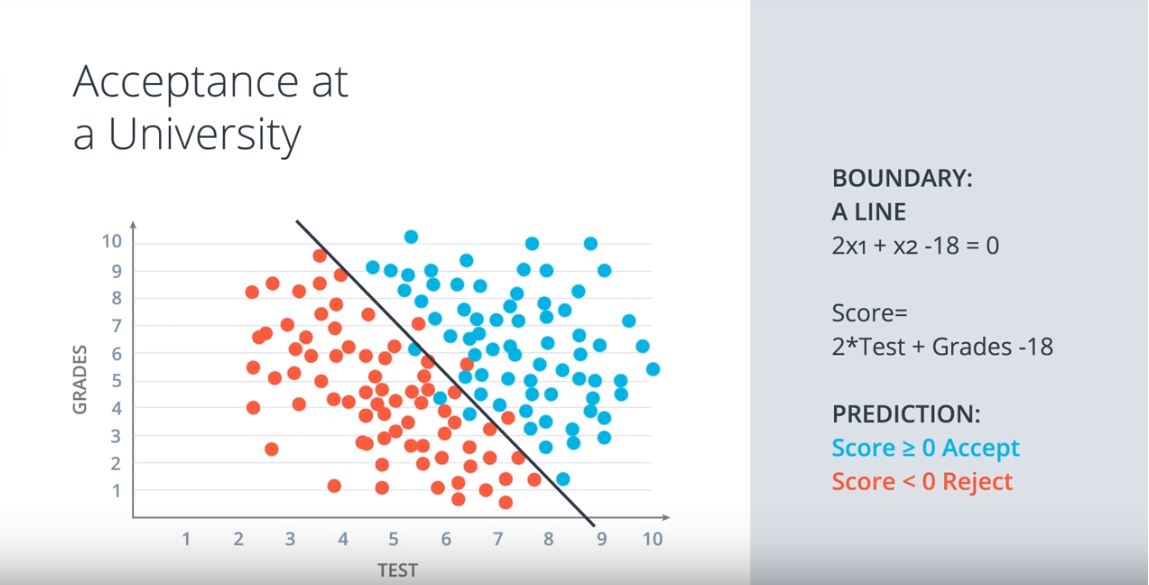 Acceptance at
a University
BOUNDARY:
A LINE
2x1 + x2 -18 = 0
Score=
2*Test + Grades -18
PREDICTION:
Score ≥ 0 Accept
Score < 0 Reject
GRADES
10
9
8
7
6
5
4
3
2
1
1 2 3 4 5 6 7 8 9 10
TEST